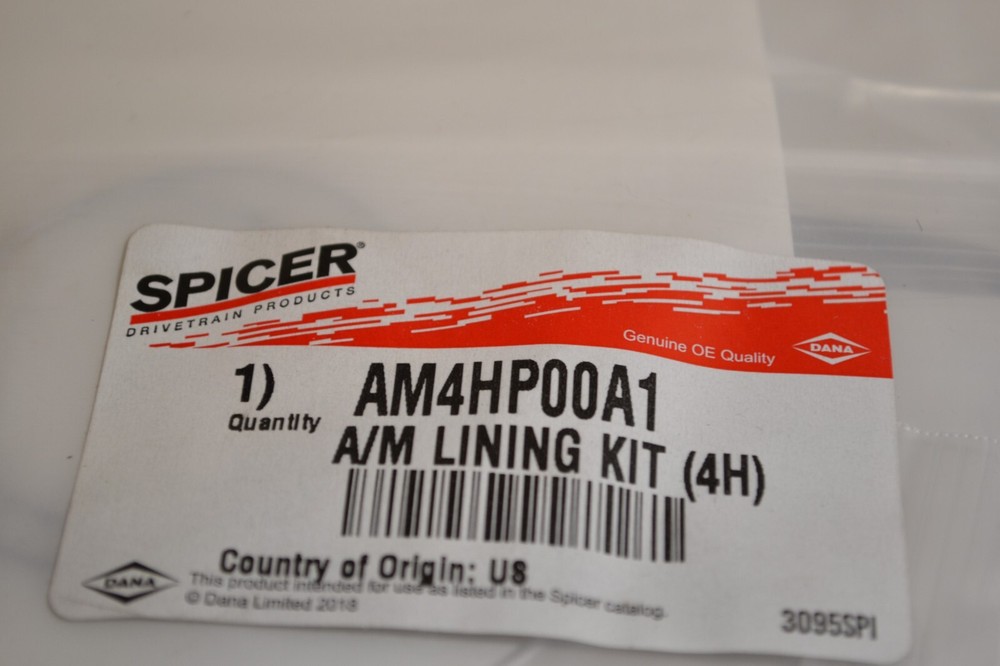 SPICER®
DRIVETRAIN PRODUCTS
Genuine OE Quality
DANA
1)
Quantity
AM4HP00A1
A/M LINING KIT (4H)
Country of Origin: US
DANA
This product intended for use as listed in the Spicer catalog.
© Dana Limited 2018
3095SPI